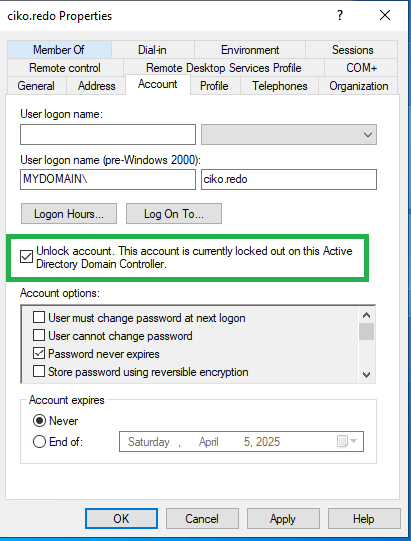 ciko.redo Properties
Member Of Dial-in Environment Sessions
Remote control Remote Desktop Services Profile COM+
General Address Account Profile Telephones Organization
User logon name:
User logon name (pre-Windows 2000):
MYDOMAIN\ ciko.redo
Logon Hours... Log On To...
Unlock account. This account is currently locked out on this Active
Directory Domain Controller.
Account options:
User must change password at next logon
User cannot change password
Password never expires
Store password using reversible encryption
Account expires
Never
End of: Saturday , April 5, 2025
OK Cancel Apply Help